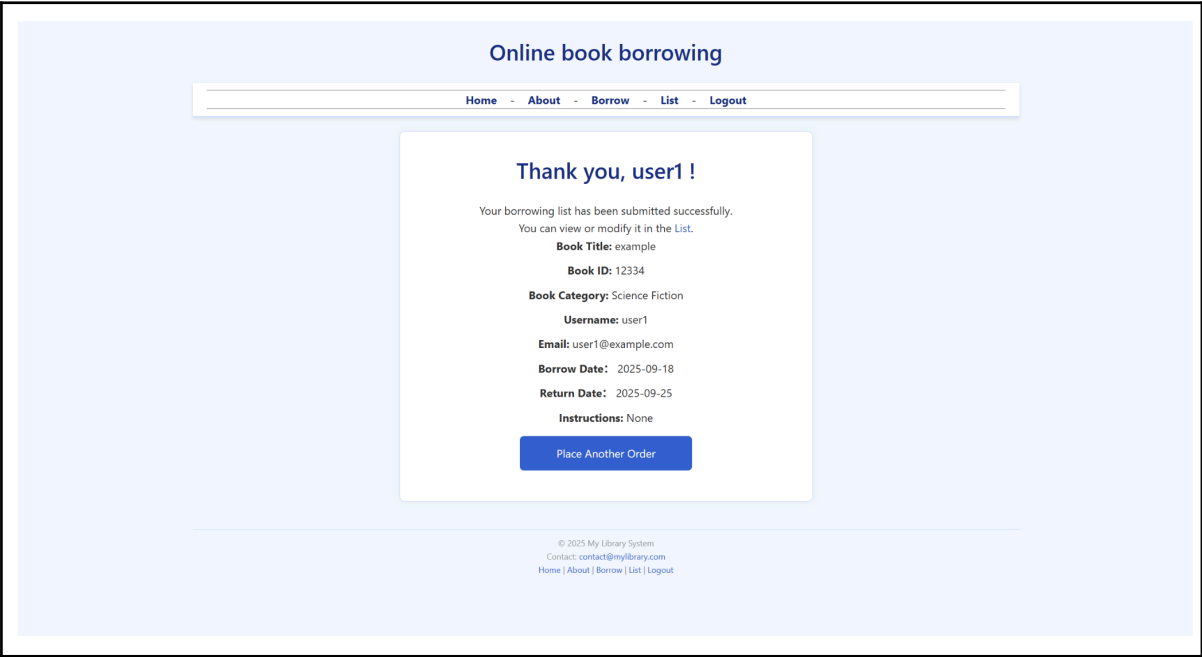 Online book borrowing
Home - About - Borrow - List - Logout
Thank you, user1 !
Your borrowing list has been submitted successfully.
You can view or modify it in the List.
Book Title: example
Book ID: 12334
Book Category: Science Fiction
Username: user1
Email: user1@example.com
Borrow Date： 2025-09-18
Return Date： 2025-09-25
Instructions: None
Place Another Order
© 2025 My Library System
Contact: contact@mylibrary.com
Home | About | Borrow | List | Logout